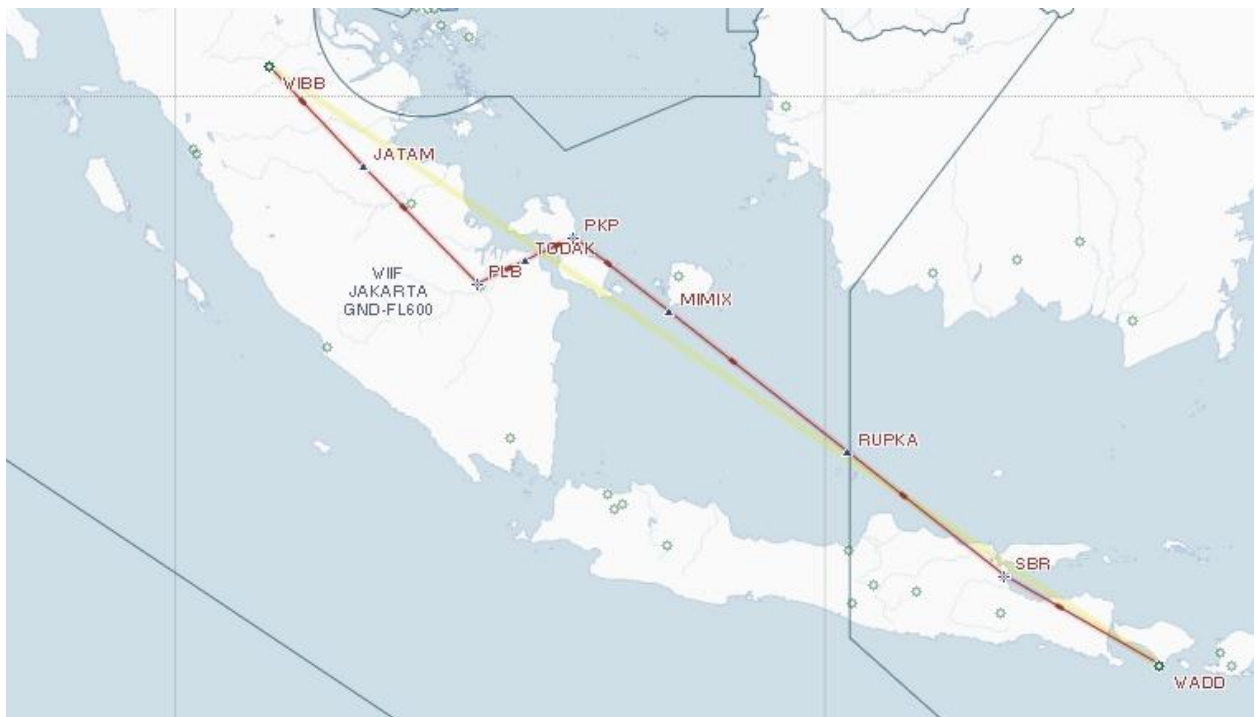 WIBB
JATAM
PKP
TODAK
PLB
WIIF
JAKARTA
GND-FL600
MIMIX
RUPKA
SBR
WADD